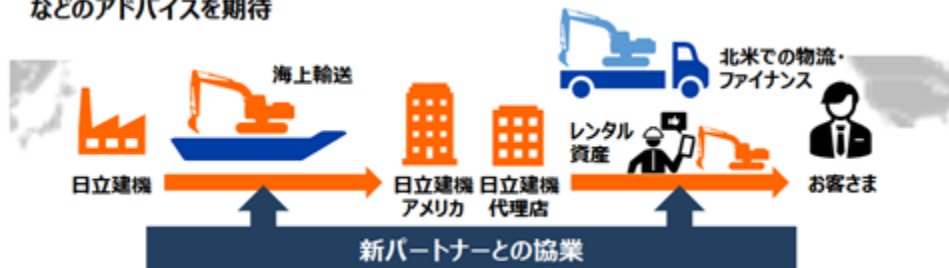 などのアドバイスを期待
海上輸送
北米での物流・
ファイナンス
レンタル
資産
日立建機
日立建機
アメリカ
日立建機
代理店
お客さま
新パートナーとの協業